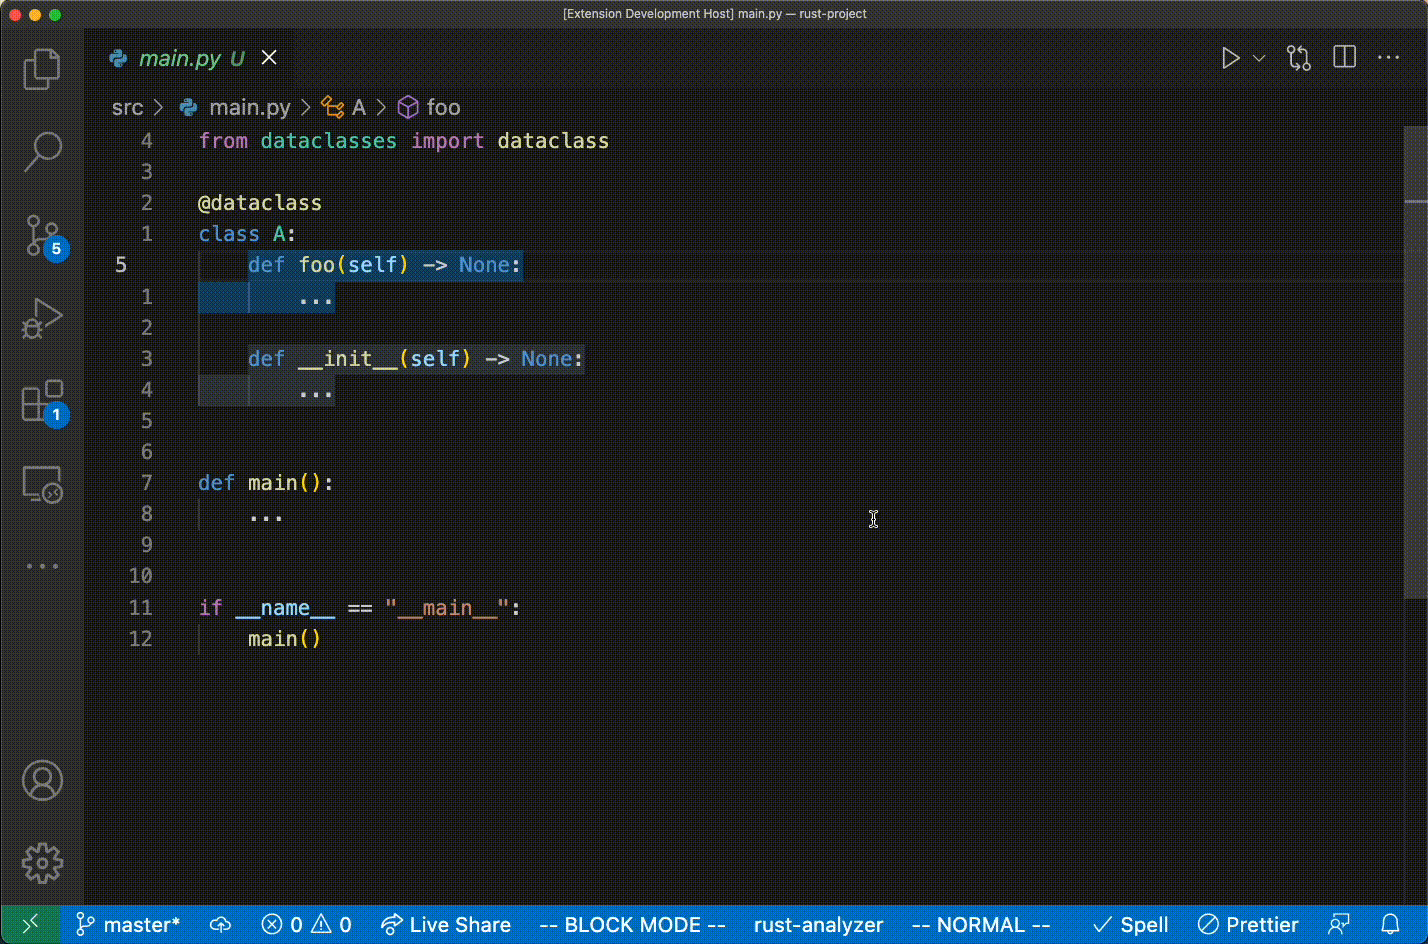 [Extension Development Host] main.py — rust-project
main.py U
src > main.py > A > foo
4 from dataclasses import dataclass
3
2 @dataclass
1 class A:
5 def foo(self) -> None:
1 ...
2
3 def __init__(self) -> None:
4 ...
5
6
7 def main():
8 ...
9
10
11 if __name__ == "__main__":
12 main()
5
1
master* 0 0 Live Share -- BLOCK MODE -- rust-analyzer -- NORMAL -- Spell Prettier